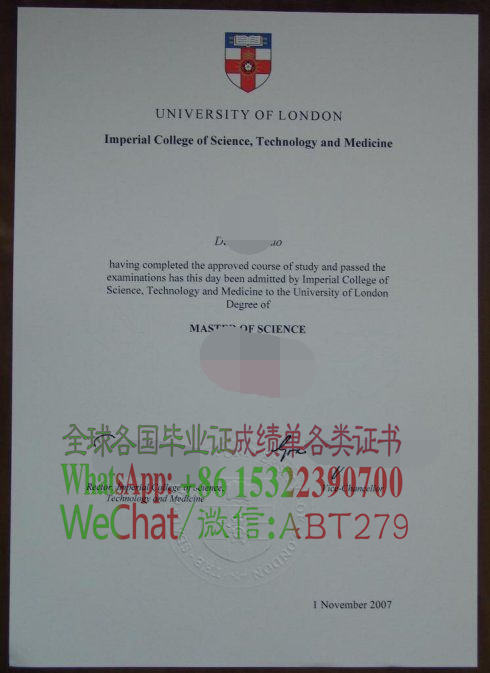 UNIVERSITY OF LONDON
Imperial College of Science, Technology and Medicine
having completed the approved course of study and passed the
examinations has this day been admitted by Imperial College of
Science, Technology and Medicine to the University of London
Degree of
MASTER OF SCIENCE
全球各国毕业证成绩单各类证书
WhatsApp: +86 15322330700
Rector, Imperial College of Science, Vice-Chancellor
Technology and Medicine
WeChat/微信:ABT279
1 November 2007